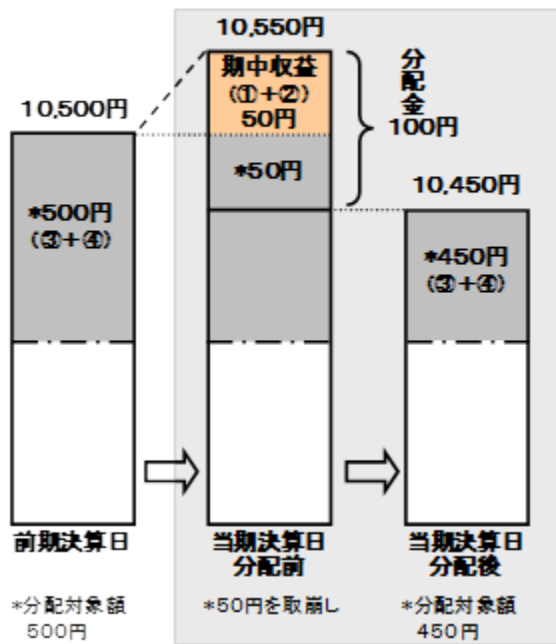 10,500円
*500円
(③+④)
前期決算日
*分配対象額
500円
10,550円
期中収益
(①+②)
50円
*50円
分配金
100円
当期決算日
分配前
*50円を取崩し
10,450円
*450円
(③+④)
当期決算日
分配後
*分配対象額
450円